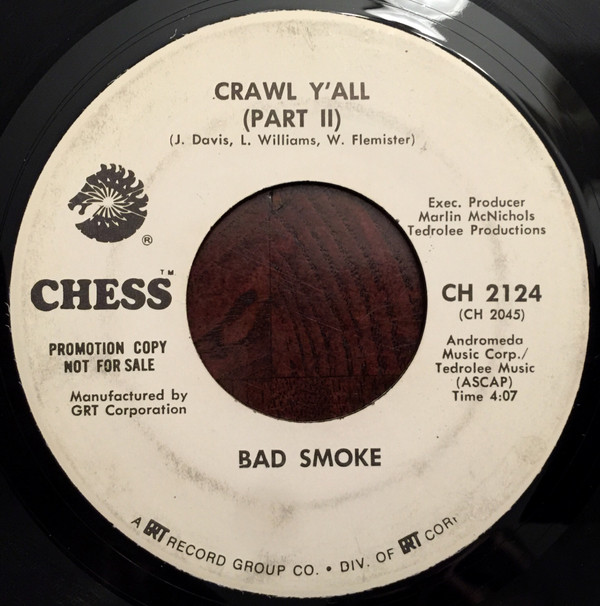 CRAWL Y'ALL
(PART II)
(J. Davis, L. Williams, W. Flemister)
Exec. Producer
Marlin McNichols
Tedrolee Productions
®
CHESS™
CH 2124
(CH 2045)
PROMOTION COPY
NOT FOR SALE
Andromeda
Music Corp./
Tedrolee Music
(ASCAP)
Time 4:07
Manufactured by
GRT Corporation
BAD SMOKE
A GRT RECORD GROUP CO. • DIV. OF GRT COR